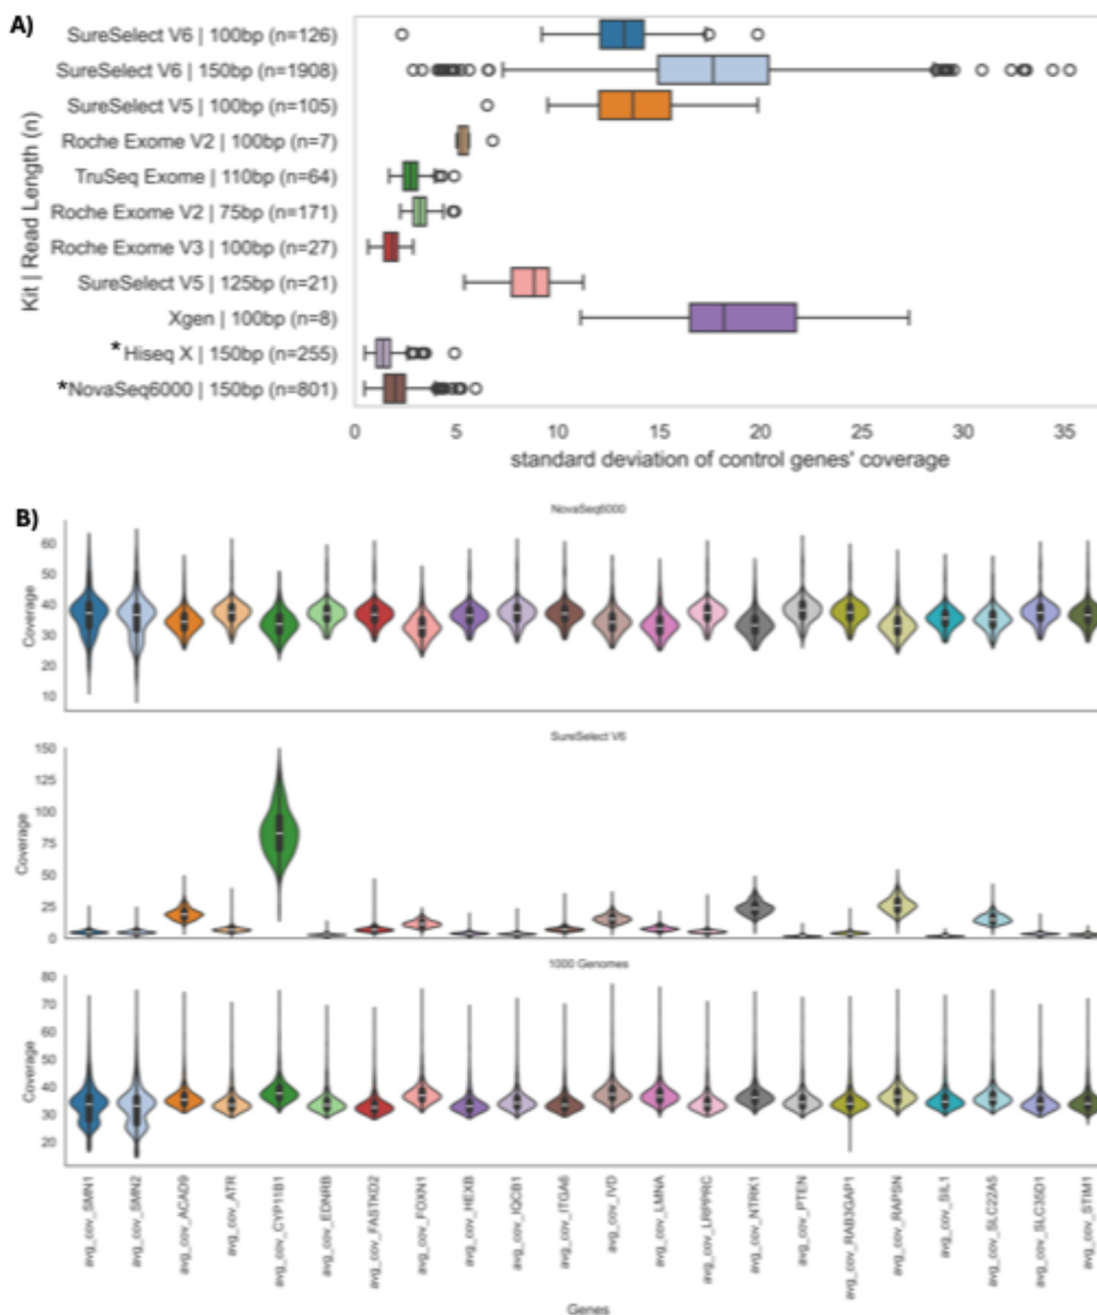 A)
Kit | Read Length (n)
SureSelect V6 | 100bp (n=126)
SureSelect V6 | 150bp (n=1908)
SureSelect V5 | 100bp (n=105)
Roche Exome V2 | 100bp (n=7)
TruSeq Exome | 110bp (n=64)
Roche Exome V2 | 75bp (n=171)
Roche Exome V3 | 100bp (n=27)
SureSelect V5 | 125bp (n=21)
Xgen | 100bp (n=8)
*Hiseq X | 150bp (n=255)
*NovaSeq6000 | 150bp (n=801)
0 5 10 15 20 25 30 35
standard deviation of control genes' coverage
B)
NovaSeq6000
Coverage
60
50
40
30
20
10
SureSelect V6
Coverage
150
125
100
75
50
25
0
1000 Genomes
Coverage
80
70
60
50
40
30
20
avg_cov_SMN1
avg_cov_SMN2
avg_cov_ACAD9
avg_cov_ATR
avg_cov_CYP11B1
avg_cov_EDNRB
avg_cov_FASTKD2
avg_cov_FOXN1
avg_cov_HEXB
avg_cov_IQCB1
avg_cov_ITGA6
avg_cov_IVD
avg_cov_LMNA
avg_cov_LRPPRC
avg_cov_NTRK1
avg_cov_PTEN
avg_cov_RAB3GAP1
avg_cov_RAPSN
avg_cov_SIL1
avg_cov_SLC22A5
avg_cov_SLC35D1
avg_cov_STIM1
Genes